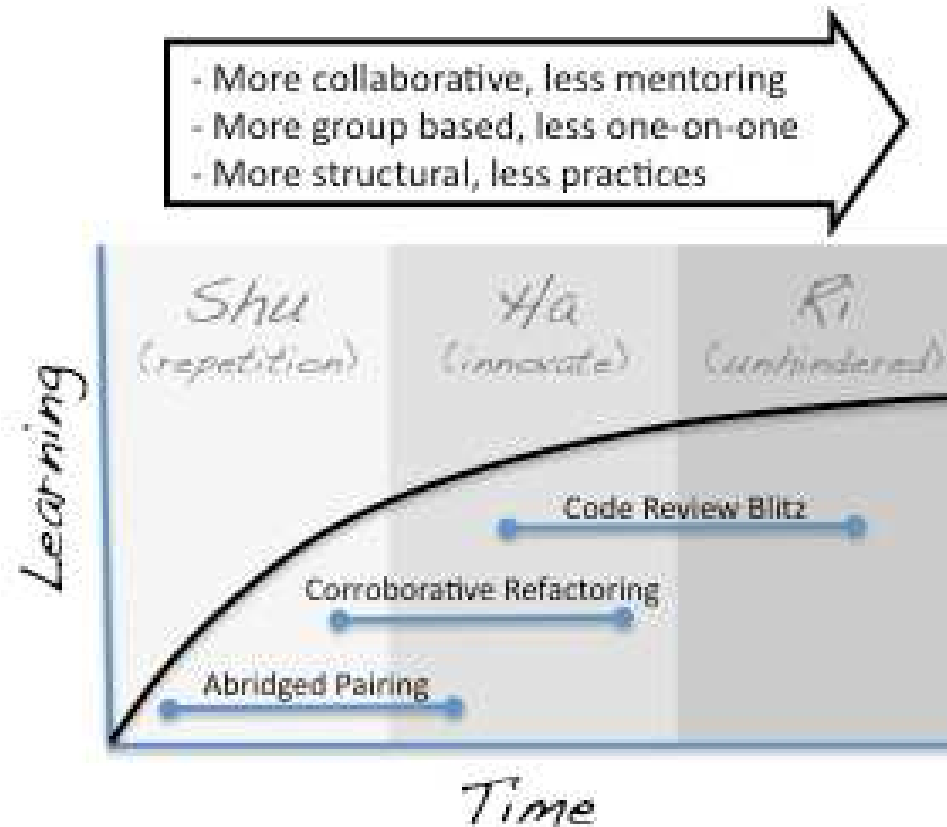 - More collaborative, less mentoring
- More group based, less one-on-one
- More structural, less practices
Shu
(repetition)
Ha
(innovate)
Ri
(unhindered)
Learning
Code Review Blitz
Corroborative Refactoring
Abridged Pairing
Time